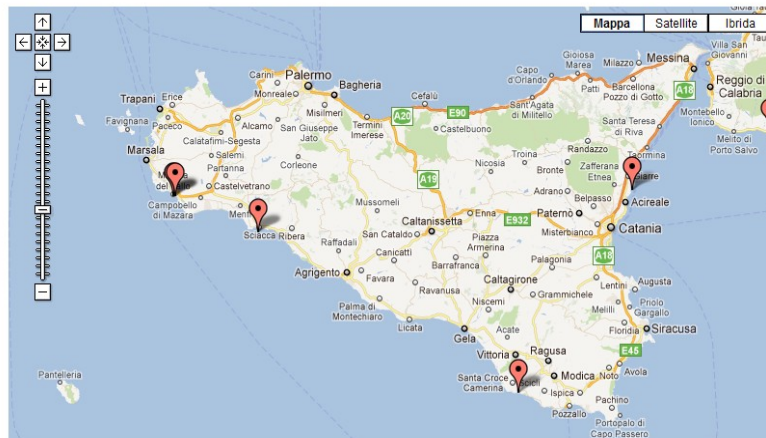 Mappa
Satellite
Ibrida
Gioiosa
Marea
Milazzo
Messina
Villa San
Giovanni
Capo
d'Orlando
Patti
Barcellona
Pozzo di Gotto
A18
Reggio di
Calabria
Palermo
Carini
Monreale
Bagheria
Cefalù
Sant'Agata
di Militello
Trapani
Erice
Misilmeri
E90
Montebello
Ionico
Favignana
Paceco
Alcamo
San Giuseppe
Jato
Termini
Imerese
A20
Castelbuono
Santa Teresa
di Riva
Melito di
Porto Salvo
Calatafimi-Segesta
Randazzo
Marsala
Salemi
Partanna
Corleone
Troina
Bronte
Zafferana
Etnea
Taormina
Nicosia
Giarre
Castelvetrano
A19
Adrano
Belpasso
Acireale
Campobello
di Mazara
Mussomeli
Enna
E932
Paternò
Misterbianco
Catania
Sciacca
Ribera
Caltanissetta
San Cataldo
Raffadali
Piazza
Armerina
A18
Canicatti
Barrafranca
Palagonia
Agrigento
Favara
Ravanusa
Caltagirone
Grammichele
Lentini
Augusta
Niscemi
Melilli
Priolo
Gargallo
Palma di
Montechiaro
Licata
Gela
Acate
Floridia
Siracusa
Vittoria
Ragusa
E45
Pantelleria
Santa Croce
Camerina
Scicli
Modica
Noto
Avola
Ispica
Pozzallo
Pachino
Portopalo di
Capo Passero